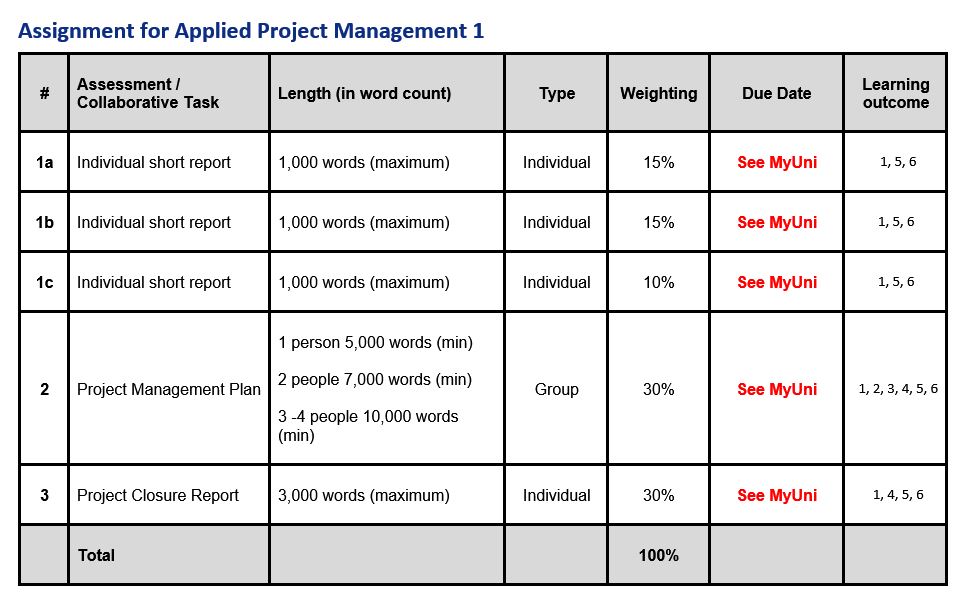 Assignment for Applied Project Management 1
# Assessment / Collaborative Task Length (in word count) Type Weighting Due Date Learning outcome
1a Individual short report 1,000 words (maximum) Individual 15% See MyUni 1, 5, 6
1b Individual short report 1,000 words (maximum) Individual 15% See MyUni 1, 5, 6
1c Individual short report 1,000 words (maximum) Individual 10% See MyUni 1, 5, 6
2 Project Management Plan 1 person 5,000 words (min) 2 people 7,000 words (min) 3 -4 people 10,000 words (min) Group 30% See MyUni 1, 2, 3, 4, 5, 6
3 Project Closure Report 3,000 words (maximum) Individual 30% See MyUni 1, 4, 5, 6
Total 100%